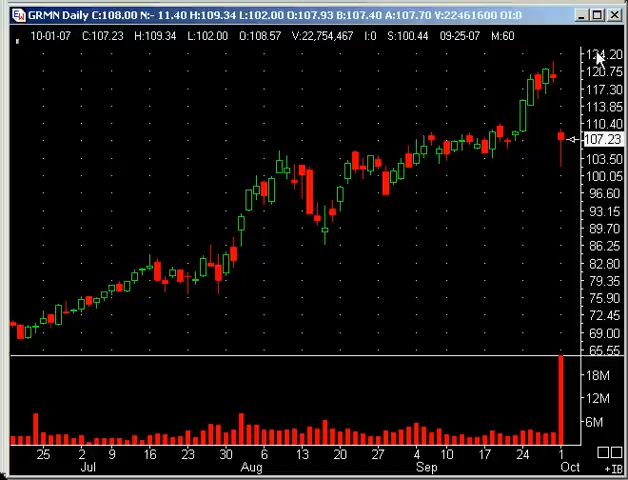 GRMN Daily C:108.00 N:- 11.40 H:109.34 L:102.00 O:107.93 B:107.40 A:107.70 V:22461600 OI:0
10-01-07 C:107.23 H:109.34 L:102.00 O:108.57 V:22,754,467 I:0 S:100.44 09-25-07 M:60
124.20
120.75
117.30
113.85
110.40
107.23
103.50
100.05
96.60
93.15
89.70
86.25
82.80
79.35
75.90
72.45
69.00
65.55
18M
12M
6M
25 2 9 16 23 30 6 13 20 27 4 10 17 24 1
Jul Aug Sep Oct
+IB